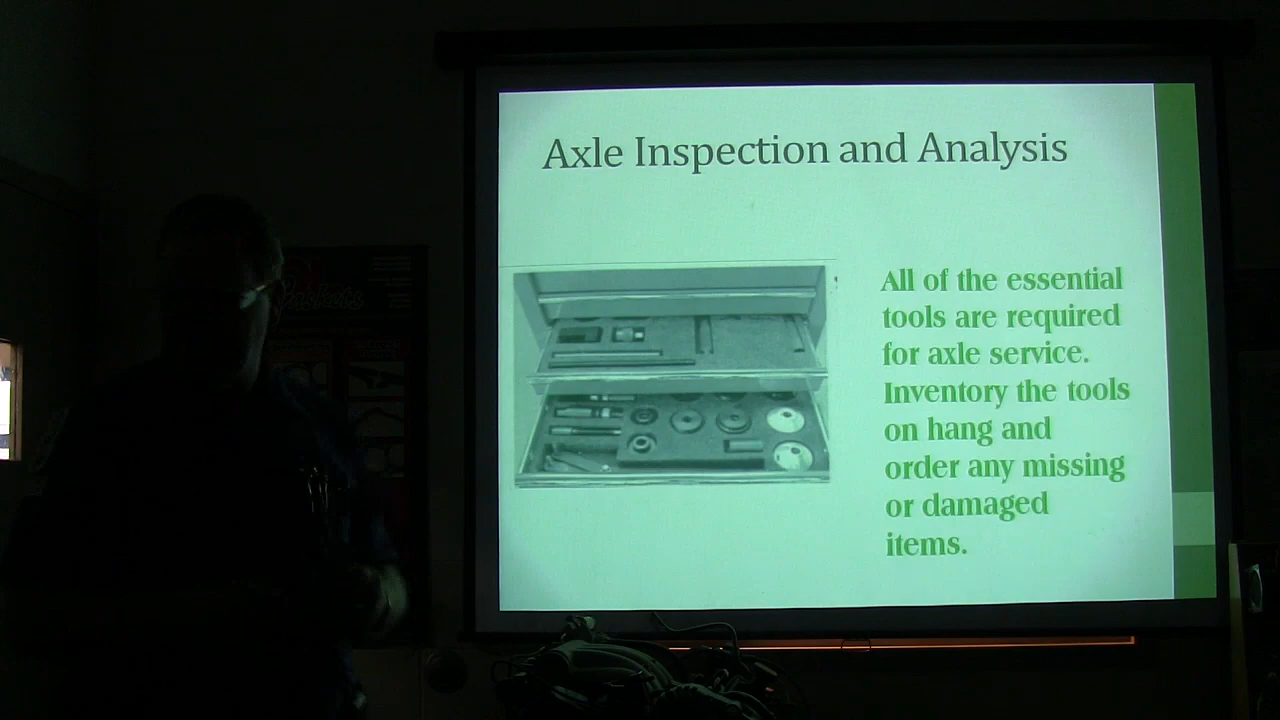 Axle Inspection and Analysis
All of the essential
tools are required
for axle service.
Inventory the tools
on hang and
order any missing
or damaged
items.